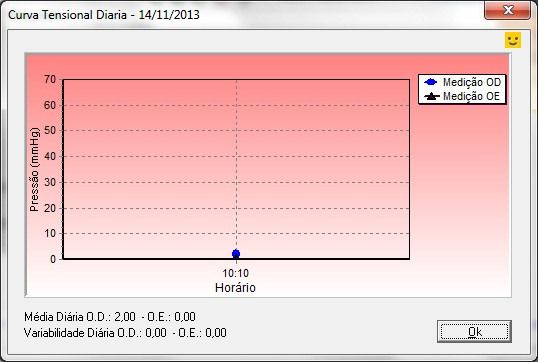 Curva Tensional Diaria - 14/11/2013
Medição OD
Medição OE
Pressão (mmHg)
70
60
50
40
30
20
10
0
10:10
Horário
Média Diária O.D.: 2,00 - O.E.: 0,00
Variabilidade Diária O.D.: 0,00 - O.E.: 0,00
Ok